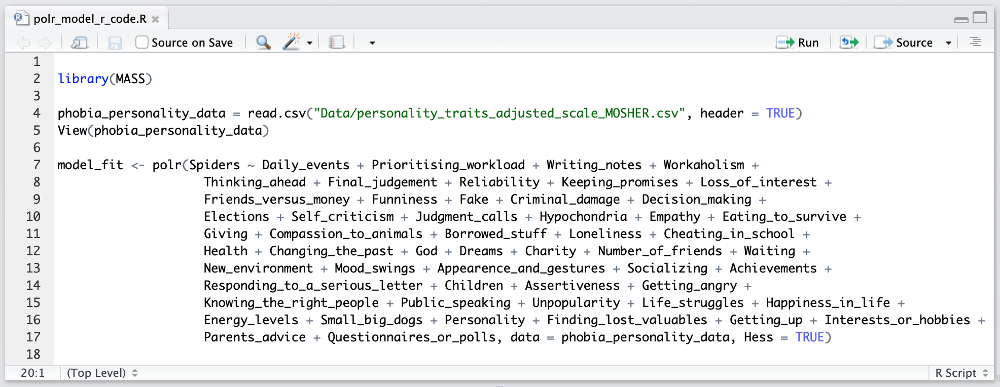 polr_model_r_code.R
Source on Save
Run
Source
1
2 library(MASS)
3
4 phobia_personality_data = read.csv("Data/personality_traits_adjusted_scale_MOSHER.csv", header = TRUE)
5 View(phobia_personality_data)
6
7 model_fit <- polr(Spiders ~ Daily_events + Prioritising_workload + Writing_notes + Workaholism +
8 Thinking_ahead + Final_judgement + Reliability + Keeping_promises + Loss_of_interest +
9 Friends_versus_money + Funniness + Fake + Criminal_damage + Decision_making +
10 Elections + Self_criticism + Judgment_calls + Hypochondria + Empathy + Eating_to_survive +
11 Giving + Compassion_to_animals + Borrowed_stuff + Loneliness + Cheating_in_school +
12 Health + Changing_the_past + God + Dreams + Charity + Number_of_friends + Waiting +
13 New_environment + Mood_swings + Appearence_and_gestures + Socializing + Achievements +
14 Responding_to_a_serious_letter + Children + Assertiveness + Getting_angry +
15 Knowing_the_right_people + Public_speaking + Unpopularity + Life_struggles + Happiness_in_life +
16 Energy_levels + Small_big_dogs + Personality + Finding_lost_valuables + Getting_up + Interests_or_hobbies +
17 Parents_advice + Questionnaires_or_polls, data = phobia_personality_data, Hess = TRUE)
18
20:1 (Top Level) R Script